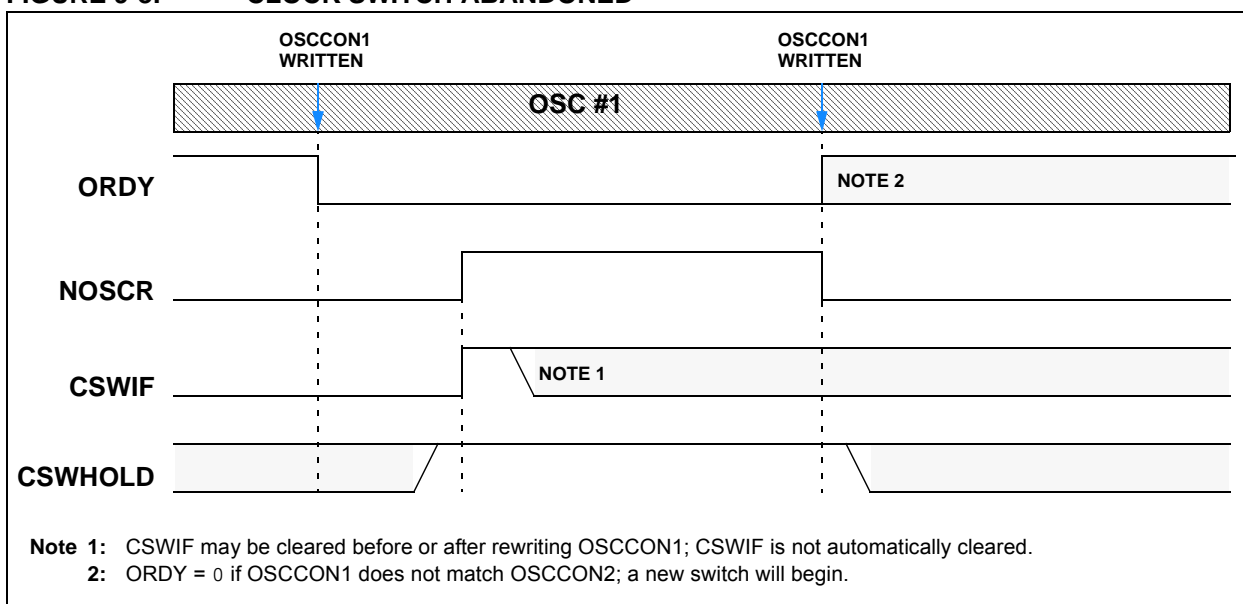 OSCCON1 OSCCON1
WRITTEN WRITTEN
OSC #1
ORDY
NOTE 2
NOSCR
CSWIF
NOTE 1
CSWHOLD
Note 1: CSWIF may be cleared before or after rewriting OSCCON1; CSWIF is not automatically cleared.
2: ORDY = 0 if OSCCON1 does not match OSCCON2; a new switch will begin.